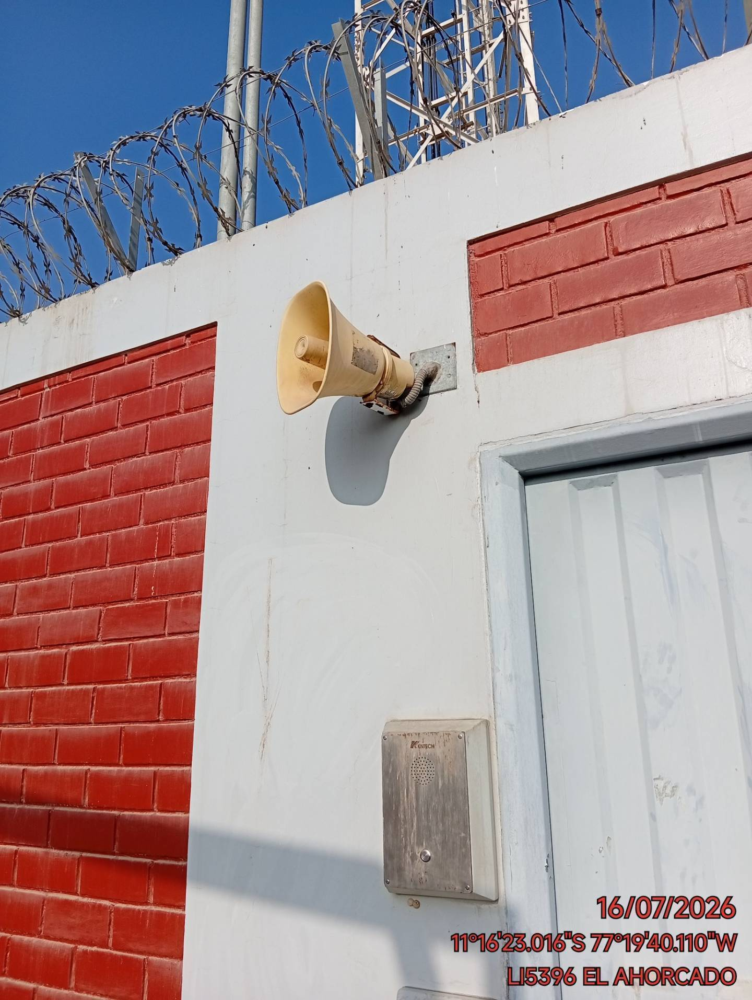 KNTECH
16/07/2026
11°16'23.016"S 77°19'40.110"W
LI5396 EL AHORCADO